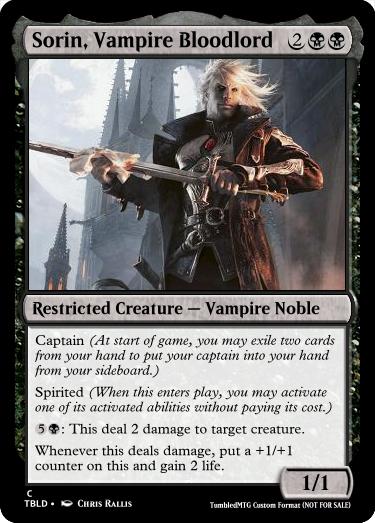 Sorin, Vampire Bloodlord 2
Restricted Creature — Vampire Noble
Captain (At start of game, you may exile two cards
from your hand to put your captain into your hand
from your sideboard.)
Spirited (When this enters play, you may activate
one of its activated abilities without paying its cost.)
5: This deal 2 damage to target creature.
Whenever this deals damage, put a +1/+1
counter on this and gain 2 life.
1/1
C
TBLD • Chris Rallis
TumbledMTG Custom Format (NOT FOR SALE)